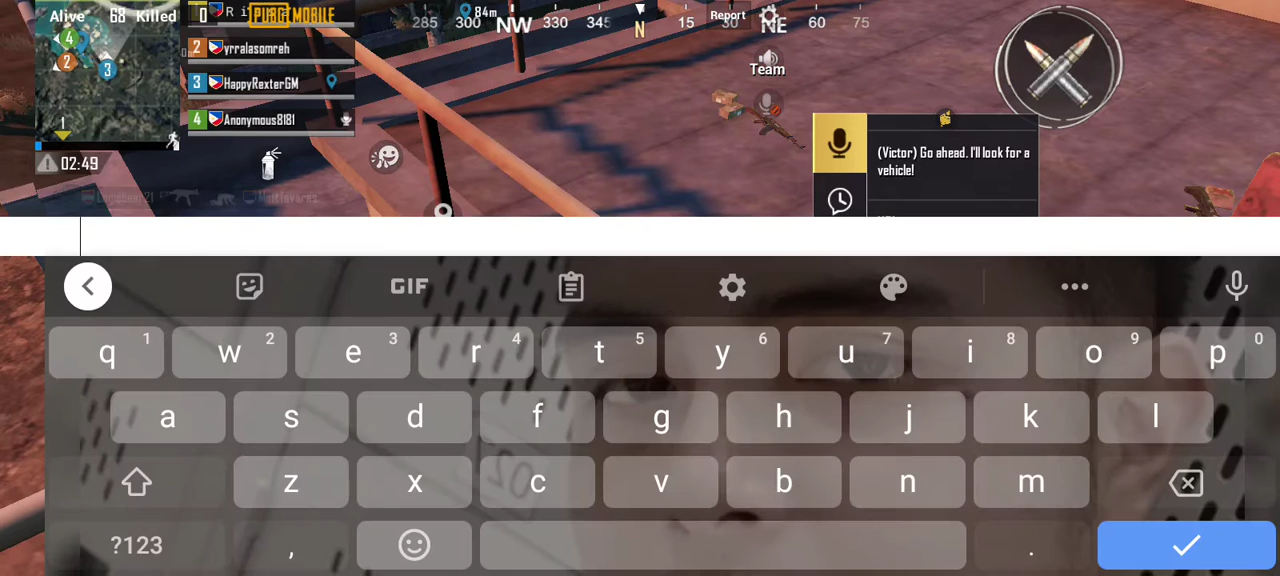 Alive 68 Killed 0
PUBG MOBILE
285 300 NW 330 345 N 15 30 NE 60 75
84m
Report
2 yrralasomreh
3 HappyRexterGM
4 Anonymous8181
Team
4
2
3
1
02:49
(Victor) Go ahead. I'll look for a
vehicle!
GIF
q 1 w 2 e 3 r 4 t 5 y 6 u 7 i 8 o 9 p 0
a s d f g h j k l
z x c v b n m
?123 , .